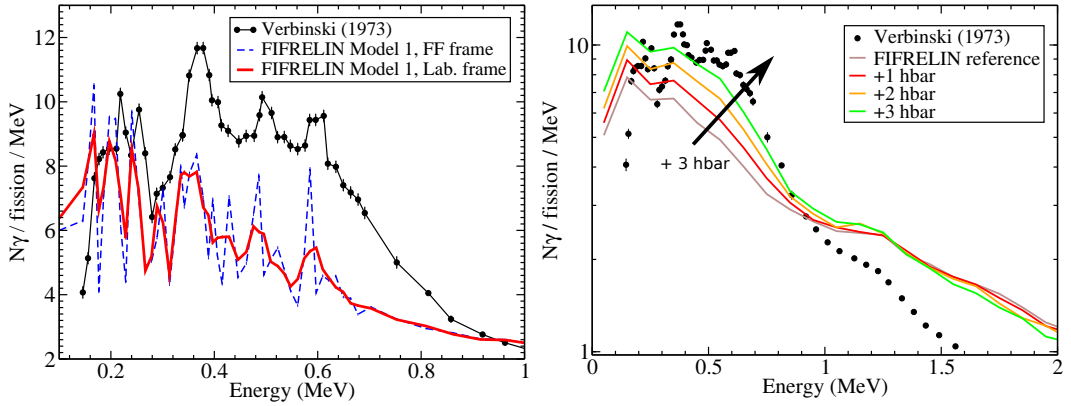 Verbinski (1973)
FIFRELIN Model 1, FF frame
FIFRELIN Model 1, Lab. frame
12
10
8
6
4
2
0.2
0.4
0.6
0.8
1
Nγ / fission / MeV
Energy (MeV)
Verbinski (1973)
FIFRELIN reference
+1 hbar
+2 hbar
+3 hbar
+ 3 hbar
10
1
0
0.5
1
1.5
2
Nγ / fission / MeV
Energy (MeV)